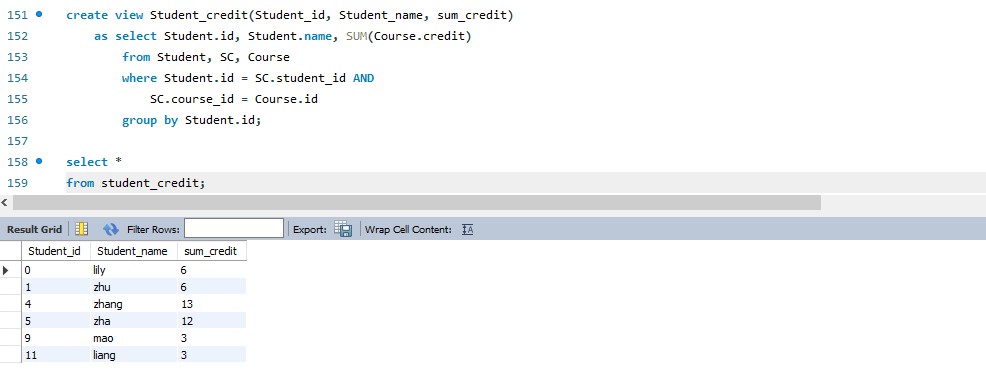 151 create view Student_credit(Student_id, Student_name, sum_credit)
152 as select Student.id, Student.name, SUM(Course.credit)
153 from Student, SC, Course
154 where Student.id = SC.student_id AND
155 SC.course_id = Course.id
156 group by Student.id;
157
158 select *
159 from student_credit;
Result Grid Filter Rows: Export: Wrap Cell Content: IA
Student_id Student_name sum_credit
0 lily 6
1 zhu 6
4 zhang 13
5 zha 12
9 mao 3
11 liang 3